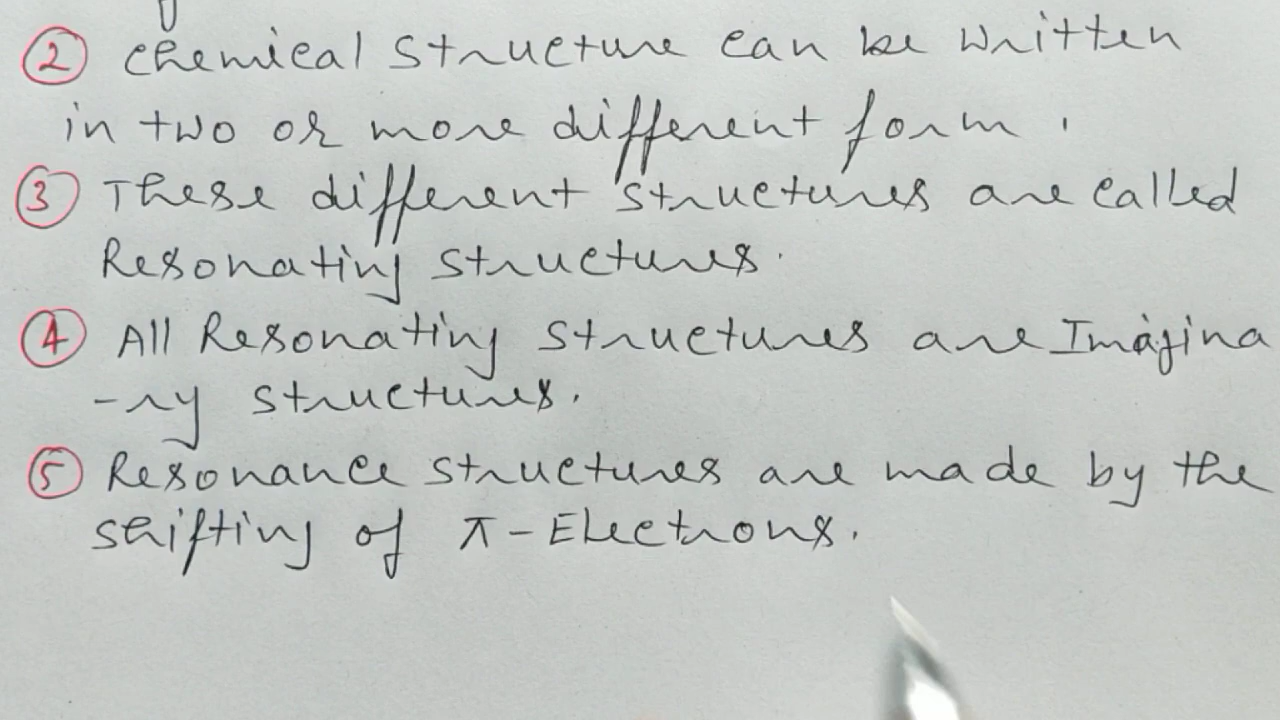 ② Chemical structure can be written
in two or more different form.
③ These different structures are called
Resonating structures.
④ All Resonating structures are Imagina
-ry structures.
⑤ Resonance structures are made by the
shifting of π-Electrons.